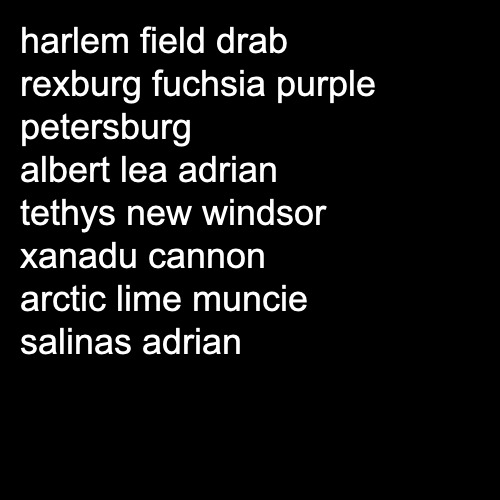 harlem field drab
rexburg fuchsia purple
petersburg
albert lea adrian
tethys new windsor
xanadu cannon
arctic lime muncie
salinas adrian